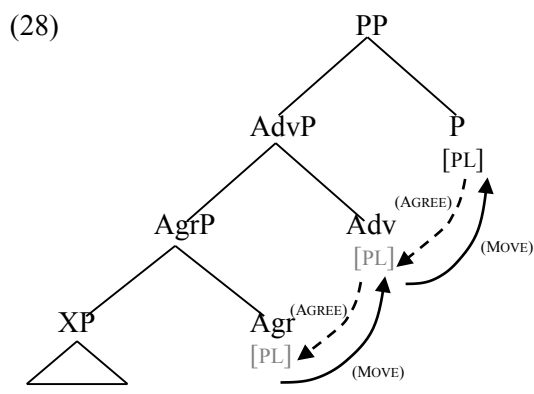 (28) PP
AdvP P
[PL]
(AGREE)
AgrP Adv
(MOVE)
[PL]
XP Agr (AGREE)
[PL]
(MOVE)